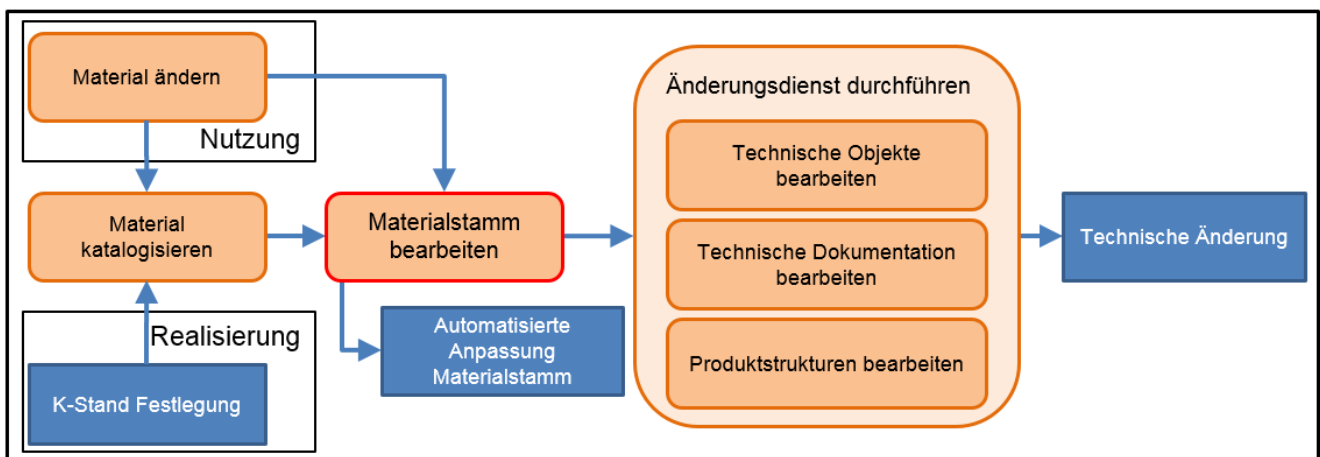 Material ändern
Nutzung
Material
katalogisieren
Realisierung
K-Stand Festlegung
Materialstamm
bearbeiten
Automatisierte
Anpassung
Materialstamm
Änderungsdienst durchführen
Technische Objekte
bearbeiten
Technische Dokumentation
bearbeiten
Produktstrukturen bearbeiten
Technische Änderung